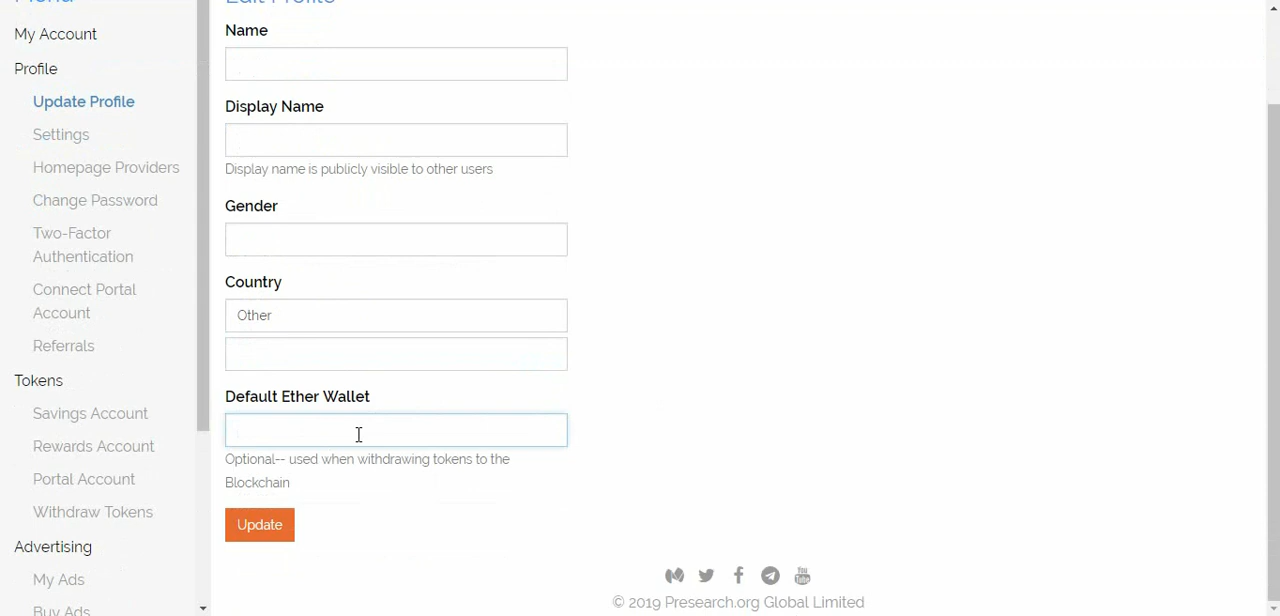 Menu
My Account
Profile
Update Profile
Settings
Homepage Providers
Change Password
Two-Factor
Authentication
Connect Portal
Account
Referrals
Tokens
Savings Account
Rewards Account
Portal Account
Withdraw Tokens
Advertising
My Ads
Buy Ads
Edit Profile
Name
Display Name
Display name is publicly visible to other users
Gender
Country
Other
Default Ether Wallet
Optional-- used when withdrawing tokens to the
Blockchain
Update
You
Tube
© 2019 Presearch.org Global Limited